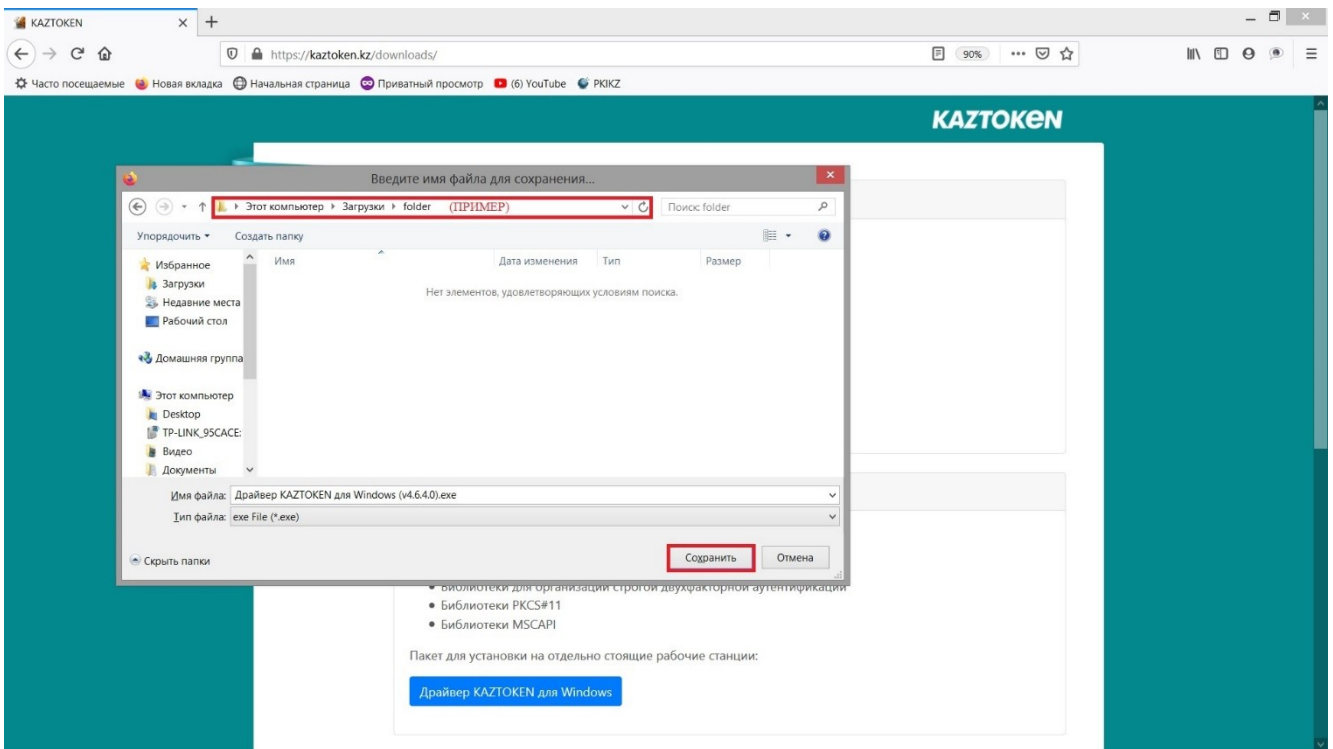 KAZTOKEN
https://kaztoken.kz/downloads/
90%
Часто посещаемые Новая вкладка Начальная страница Приватный просмотр (6) YouTube PKIKZ
KAZTOKEN
Введите имя файла для сохранения...
Этот компьютер Загрузки folder (ПРИМЕР) Поиск: folder
Упорядочить Создать папку
Имя Дата изменения Тип Размер
Нет элементов, удовлетворяющих условиям поиска.
Избранное
Загрузки
Недавние места
Рабочий стол
Домашняя группа
Этот компьютер
Desktop
TP-LINK_95CACE:
Видео
Документы
Имя файла: Драйвер KAZTOKEN для Windows (v4.6.4.0).exe
Тип файла: exe File (*.exe)
Скрыть папки Сохранить Отмена
Библиотеки для организации строгой двухфакторной аутентификации
Библиотеки PKCS#11
Библиотеки MSCAPI
Пакет для установки на отдельно стоящие рабочие станции:
Драйвер KAZTOKEN для Windows